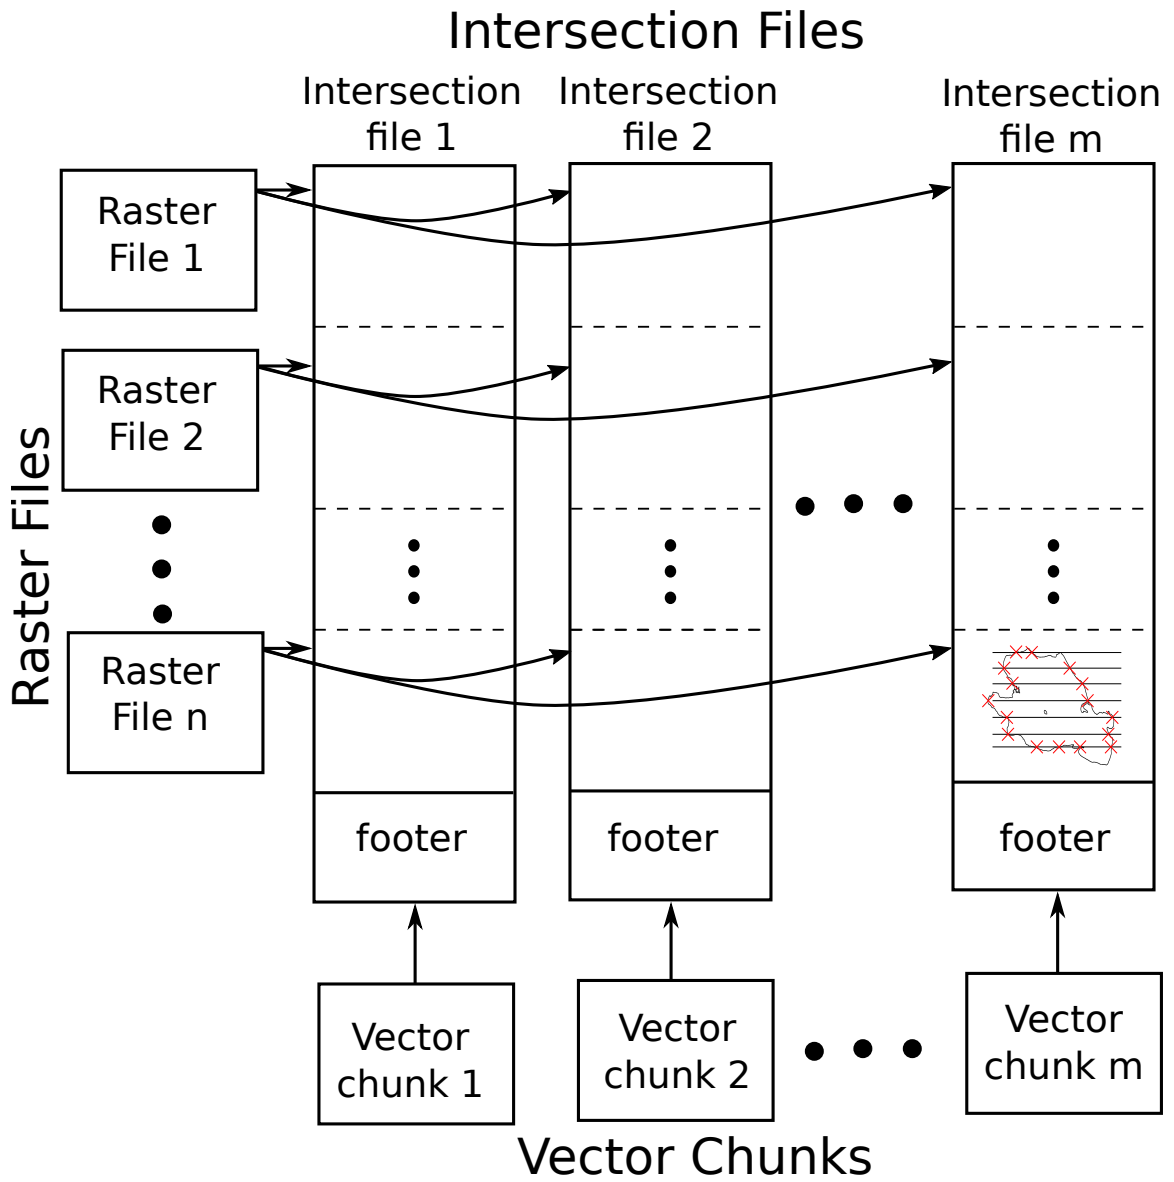 Intersection Files
Intersection
file 1
Intersection
file 2
Intersection
file m
Raster Files
Raster
File 1
Raster
File 2
Raster
File n
footer
footer
footer
Vector
chunk 1
Vector
chunk 2
Vector
chunk m
Vector Chunks